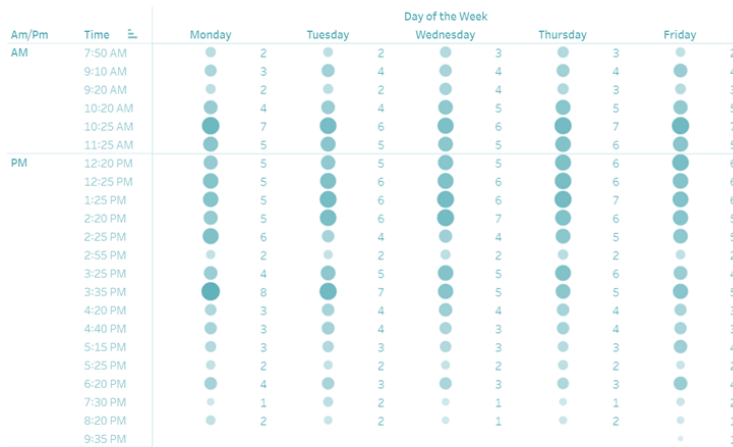 Day of the Week
Am/Pm Time Monday Tuesday Wednesday Thursday Friday
AM 7:50 AM 2 2 3 3
9:10 AM 3 4 4 4
9:20 AM 2 2 4 3
10:20 AM 4 4 5 5
10:25 AM 7 6 6 7
11:25 AM 5 5 5 6
PM 12:20 PM 5 5 5 6
12:25 PM 5 6 6 6
1:25 PM 5 6 6 7
2:20 PM 5 6 7 6
2:25 PM 6 4 4 5
2:55 PM 2 2 2 2
3:25 PM 4 5 5 6
3:35 PM 8 7 5 5
4:20 PM 3 4 4 4
4:40 PM 3 4 3 4
5:15 PM 3 3 3 3
5:25 PM 2 2 2 2
6:20 PM 4 3 3 3
7:30 PM 1 2 1 1
8:20 PM 2 2 1 2
9:35 PM